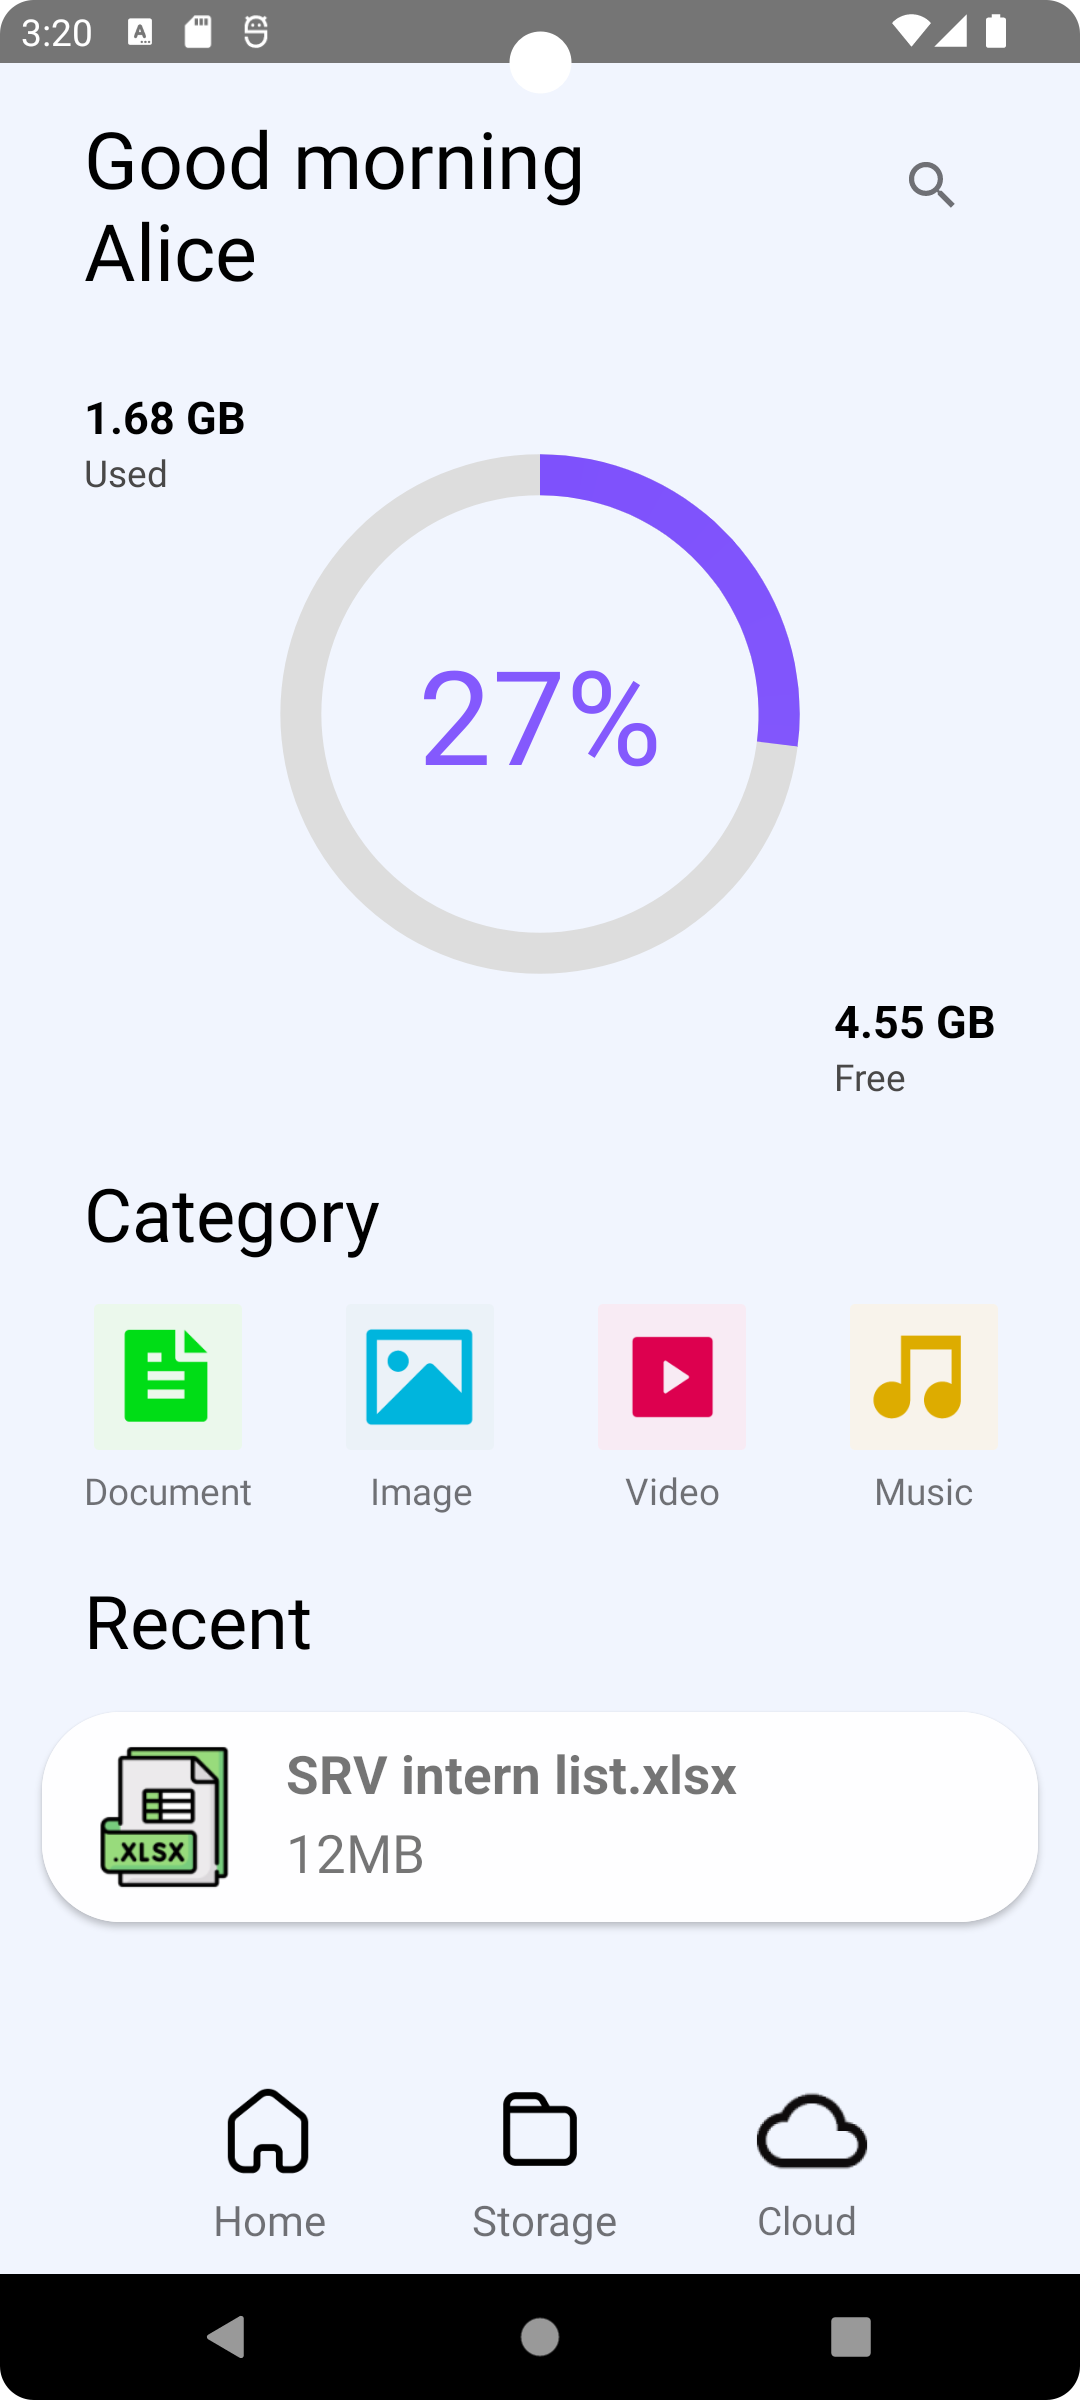 3:20
Good morning
Alice
1.68 GB
Used
27%
4.55 GB
Free
Category
Document
Image
Video
Music
Recent
.XLSX
SRV intern list.xlsx
12MB
Home
Storage
Cloud